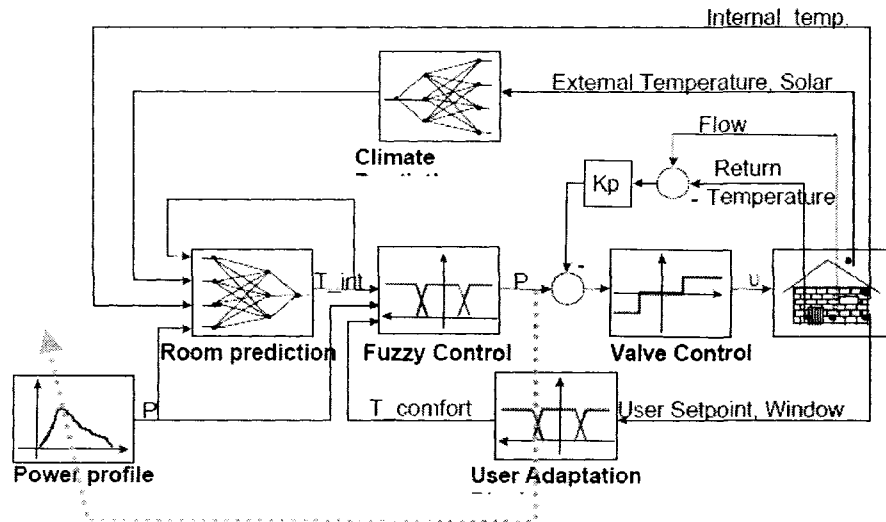 Internal temp.
External Temperature, Solar
Climate
Flow
Kp
Return
- Temperature
-
T_int
P
u
Room prediction
Fuzzy Control
Valve Control
P
T_comfort
User Setpoint, Window
Power profile
User Adaptation